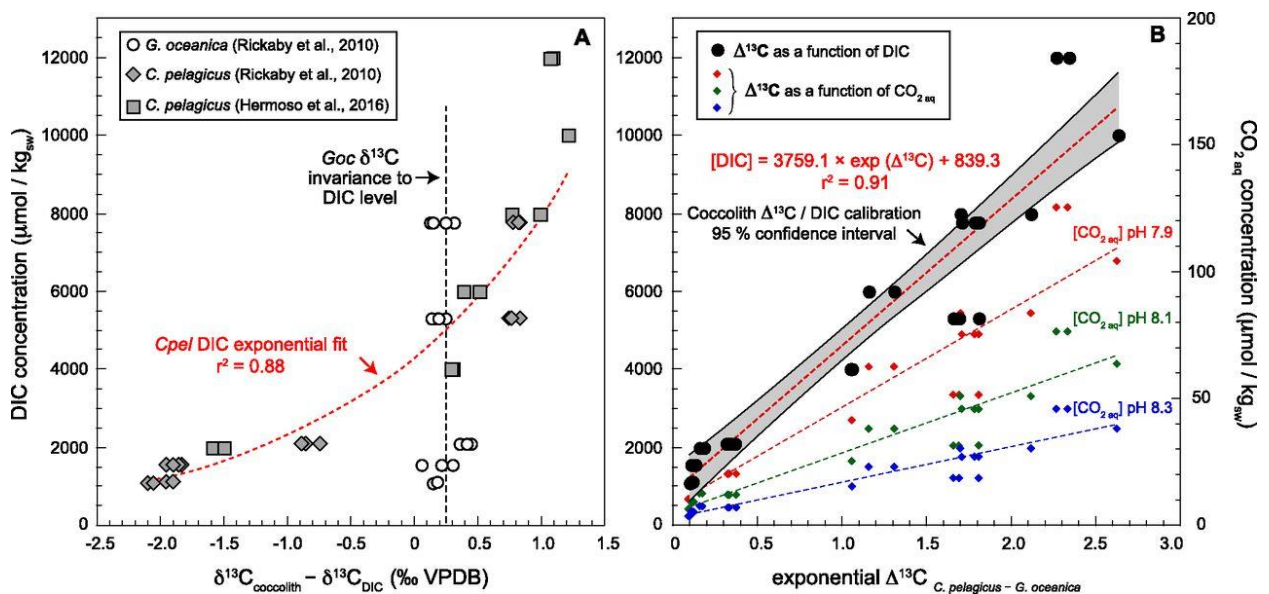 A
G. oceanica (Rickaby et al., 2010)
C. pelagicus (Rickaby et al., 2010)
C. pelagicus (Hermoso et al., 2016)
Goc δ¹³C
invariance to
DIC level
Cpel DIC exponential fit
r² = 0.88
DIC concentration (μmol / kg_sw)
12000
10000
8000
6000
4000
2000
0
-2.5
-2.0
-1.5
-1.0
-0.5
0
0.5
1.0
1.5
δ¹³C_coccolith – δ¹³C_DIC (‰ VPDB)
B
Δ¹³C as a function of DIC
Δ¹³C as a function of CO₂ aq
[DIC] = 3759.1 × exp (Δ¹³C) + 839.3
r² = 0.91
Coccolith Δ¹³C / DIC calibration
95 % confidence interval
[CO₂ aq] pH 7.9
[CO₂ aq] pH 8.1
[CO₂ aq] pH 8.3
12000
10000
8000
6000
4000
2000
0
200
150
100
50
0
CO₂ aq concentration (μmol / kg_sw)
0
0.5
1.0
1.5
2.0
2.5
3.0
exponential Δ¹³C C. pelagicus – G. oceanica